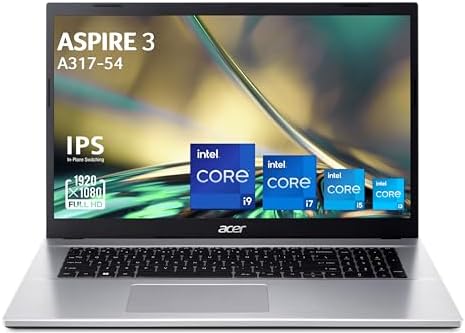 ASPIRE 3
A317-54
IPS
In-Plane Switching
1920
×1080
FULL HD
intel
CORE
i9
intel
CORE
i7
intel
CORE
i5
intel
CORE
i3
acer